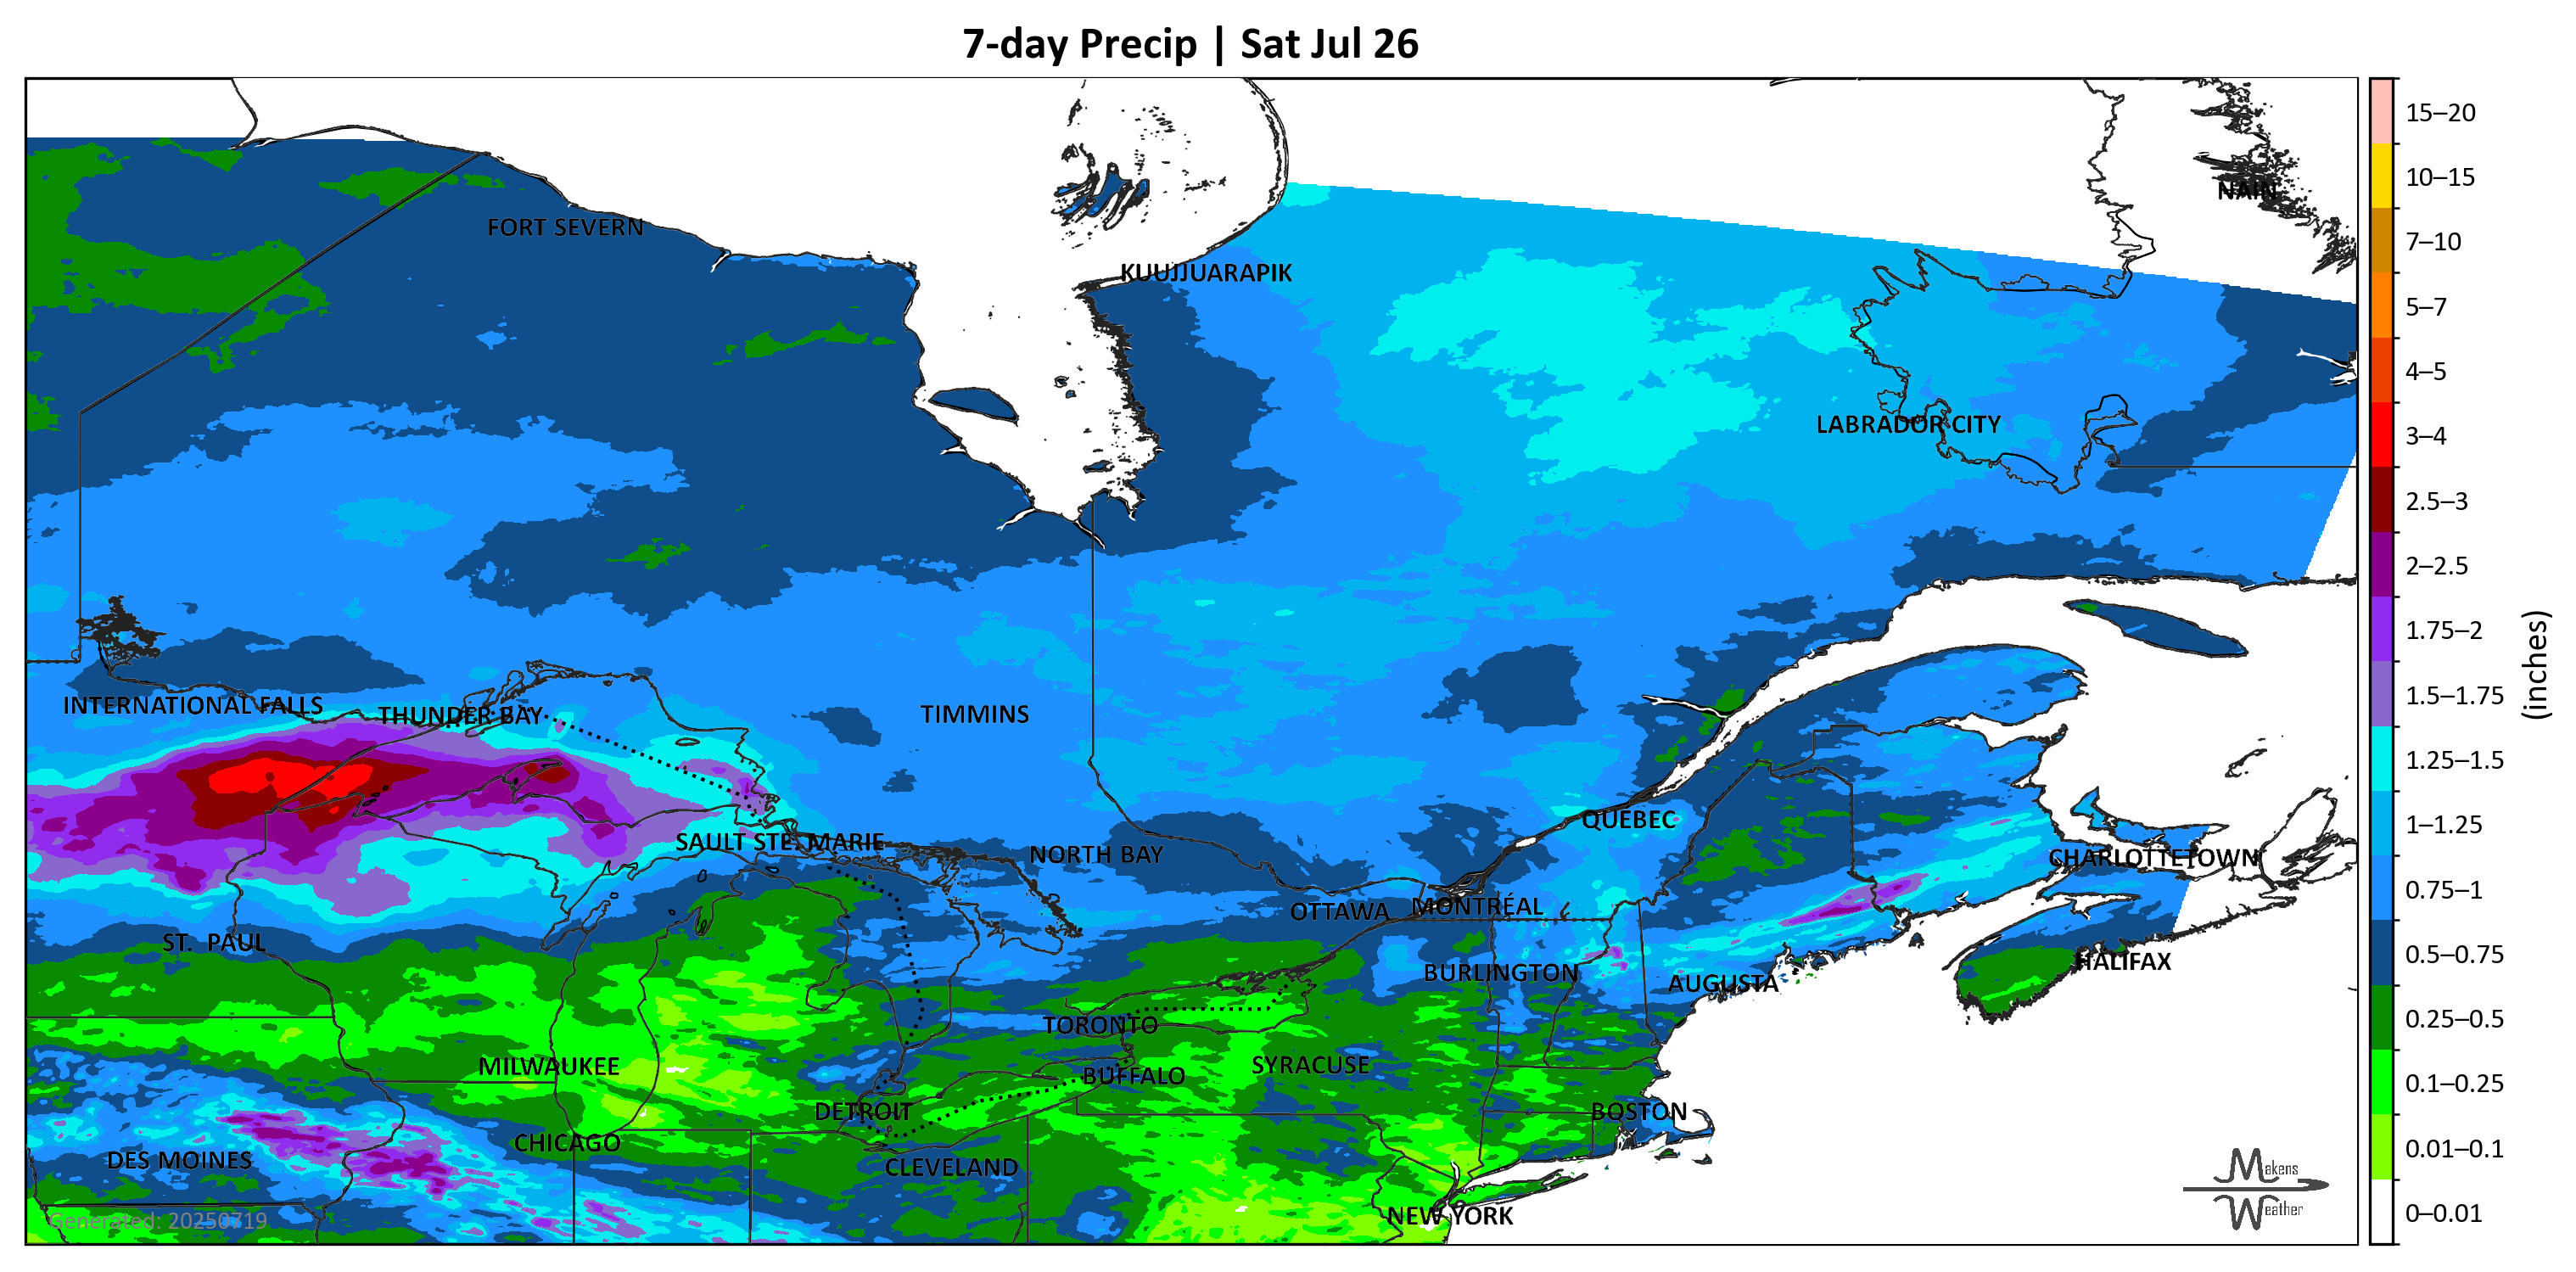 7-day Precip | Sat Jul 26
NAIN
FORT SEVERN
KUUJJUARAPIK
LABRADOR CITY
INTERNATIONAL FALLS
THUNDER BAY
TIMMINS
QUEBEC
SAULT STE. MARIE
NORTH BAY
CHARLOTTETOWN
OTTAWA
MONTRÉAL
ST. PAUL
HALIFAX
BURLINGTON
AUGUSTA
TORONTO
MILWAUKEE
SYRACUSE
BUFFALO
DETROIT
BOSTON
CHICAGO
DES MOINES
CLEVELAND
NEW YORK
Generated: 20250719
Makens
Weather
15–20
10–15
7–10
5–7
4–5
3–4
2.5–3
2–2.5
1.75–2
1.5–1.75
1.25–1.5
1–1.25
0.75–1
0.5–0.75
0.25–0.5
0.1–0.25
0.01–0.1
0–0.01
(inches)